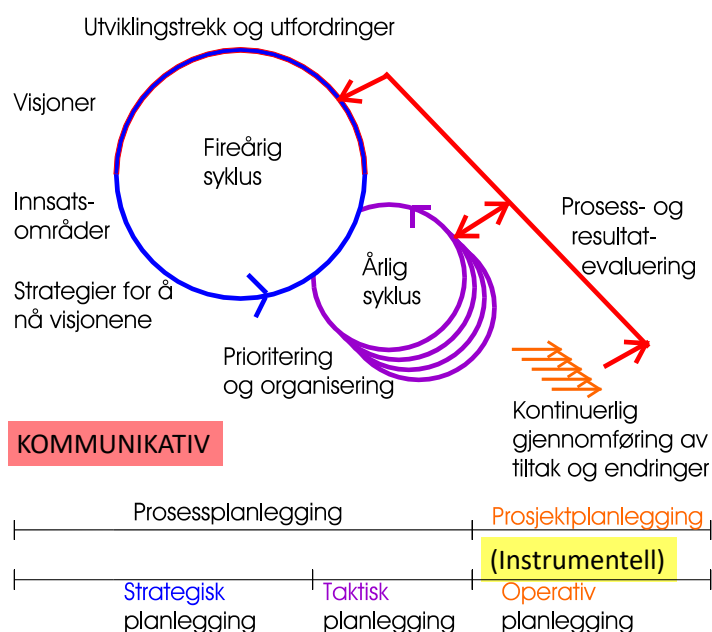 Utviklingstrekk og utfordringer
Visjoner
Fireårig
syklus
Innsats-
områder
Prosess- og
resultat-
evaluering
Årlig
syklus
Strategier for å
nå visjonene
Prioritering
og organisering
Kontinuerlig
gjennomføring av
tiltak og endringer
KOMMUNIKATIV
Prosessplanlegging
Prosjektplanlegging
(Instrumentell)
Strategisk
planlegging
Taktisk
planlegging
Operativ
planlegging